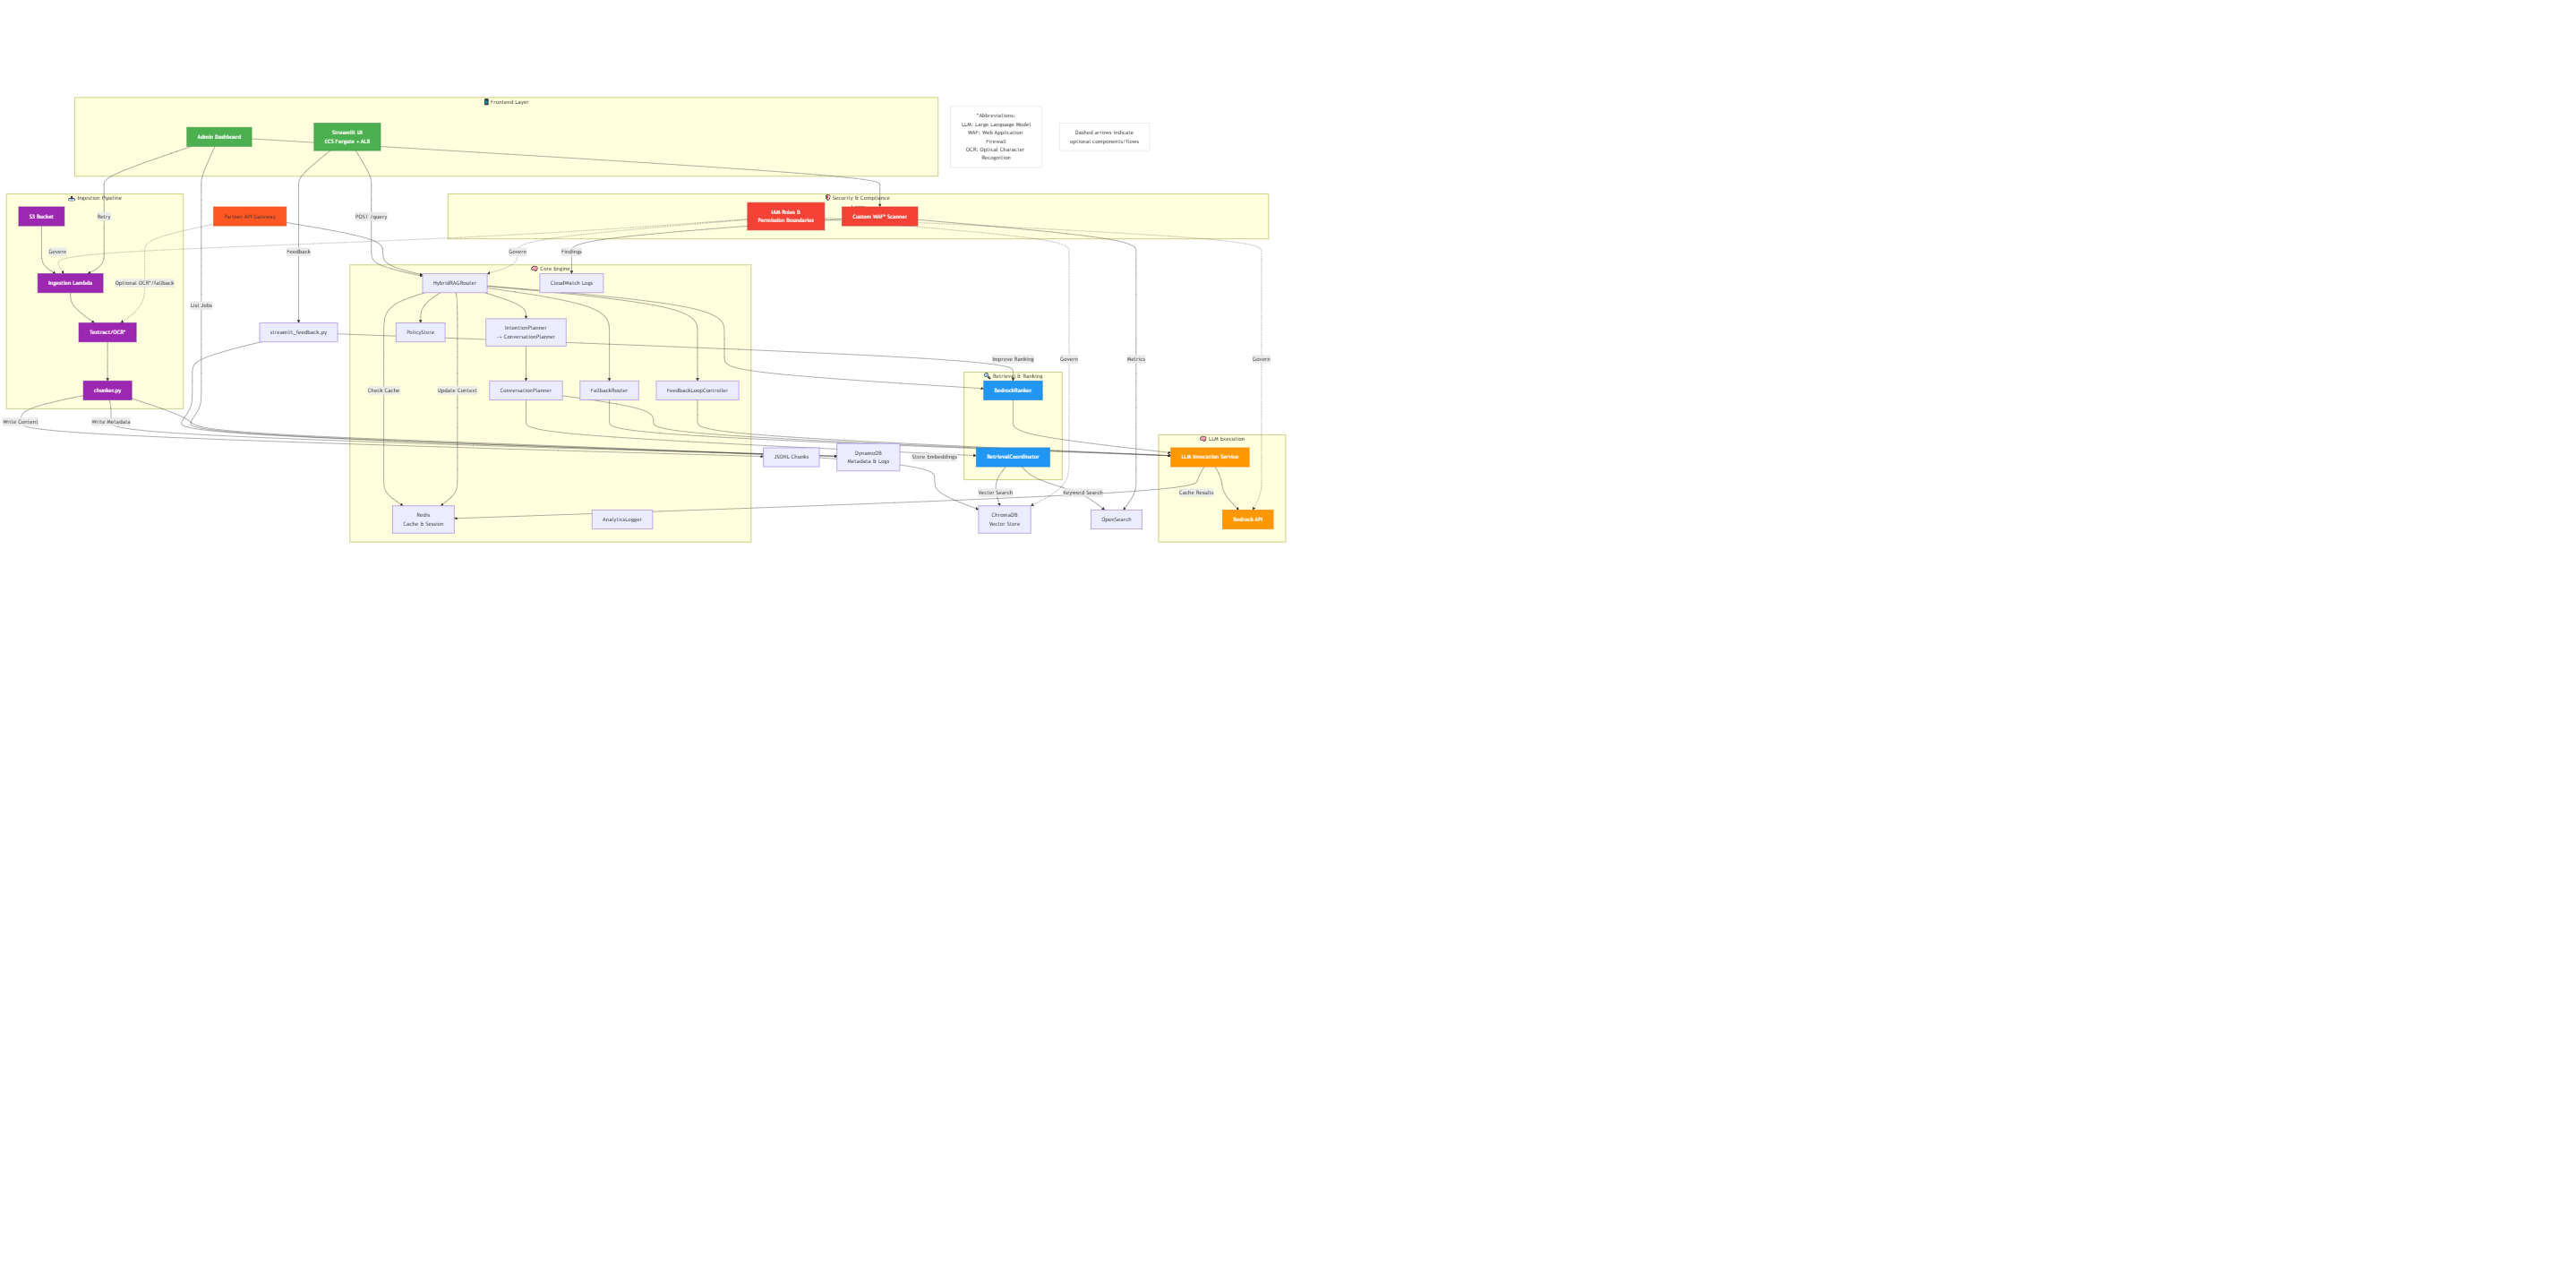 Frontend Layer
Admin Dashboard
Streamlit UI
ECS Fargate + ALB
*Abbreviations:
LLM: Large Language Model
WAF: Web Application
Firewall
OCR: Optical Character
Recognition
Dashed arrows indicate
optional components/flows
Ingestion Pipeline
Security & Compliance
S3 Bucket
Retry
Partner API Gateway
POST /query
IAM Roles &
Permission Boundaries
Custom WAF* Scanner
Govern
Feedback
Govern
Findings
Core Engine
Ingestion Lambda
Optional OCR*/fallback
HybridRAGRouter
CloudWatch Logs
List Jobs
Textract/OCR*
streamlit_feedback.py
PolicyStore
IntentionPlanner
→ ConversationPlanner
Improve Ranking
Govern
Metrics
Govern
Retrieval & Ranking
chunker.py
Check Cache
Update Context
ConversationPlanner
FallbackRouter
FeedbackLoopController
BedrockRanker
Write Content
Write Metadata
LLM Execution
JSONL Chunks
DynamoDB
Metadata & Logs
Store Embeddings
RetrievalCoordinator
LLM Invocation Service
Vector Search
Keyword Search
Cache Results
Redis
Cache & Session
AnalyticsLogger
ChromaDB
Vector Store
OpenSearch
Bedrock API